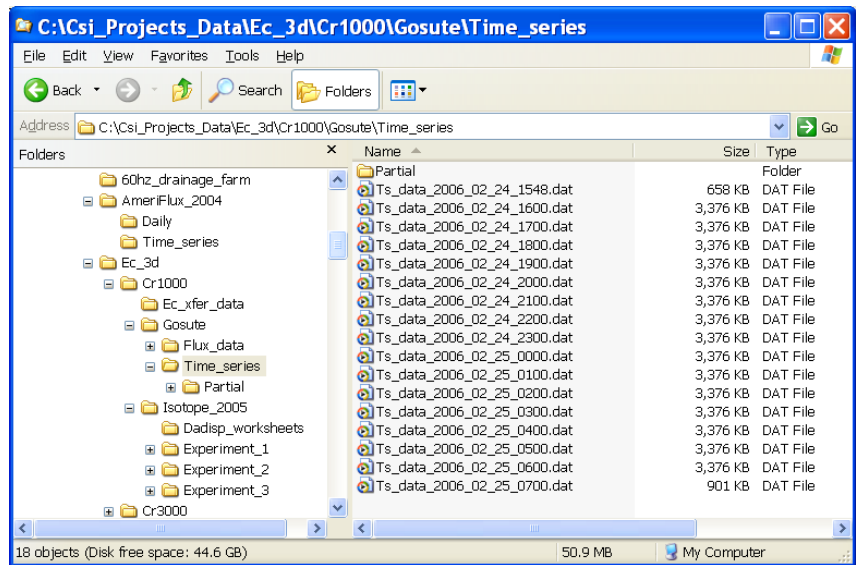 C:\Csi_Projects_Data\Ec_3d\Cr1000\Gosute\Time_series
File Edit View Favorites Tools Help
Back Search Folders
Address C:\Csi_Projects_Data\Ec_3d\Cr1000\Gosute\Time_series Go
Folders
60hz_drainage_farm
AmeriFlux_2004
Daily
Time_series
Ec_3d
Cr1000
Ec_xfer_data
Gosute
Flux_data
Time_series
Partial
Isotope_2005
Dadisp_worksheets
Experiment_1
Experiment_2
Experiment_3
Cr3000
Name Size Type
Partial Folder
Ts_data_2006_02_24_1548.dat 658 KB DAT File
Ts_data_2006_02_24_1600.dat 3,376 KB DAT File
Ts_data_2006_02_24_1700.dat 3,376 KB DAT File
Ts_data_2006_02_24_1800.dat 3,376 KB DAT File
Ts_data_2006_02_24_1900.dat 3,376 KB DAT File
Ts_data_2006_02_24_2000.dat 3,376 KB DAT File
Ts_data_2006_02_24_2100.dat 3,376 KB DAT File
Ts_data_2006_02_24_2200.dat 3,376 KB DAT File
Ts_data_2006_02_24_2300.dat 3,376 KB DAT File
Ts_data_2006_02_25_0000.dat 3,376 KB DAT File
Ts_data_2006_02_25_0100.dat 3,376 KB DAT File
Ts_data_2006_02_25_0200.dat 3,376 KB DAT File
Ts_data_2006_02_25_0300.dat 3,376 KB DAT File
Ts_data_2006_02_25_0400.dat 3,376 KB DAT File
Ts_data_2006_02_25_0500.dat 3,376 KB DAT File
Ts_data_2006_02_25_0600.dat 3,376 KB DAT File
Ts_data_2006_02_25_0700.dat 901 KB DAT File
18 objects (Disk free space: 44.6 GB) 50.9 MB My Computer